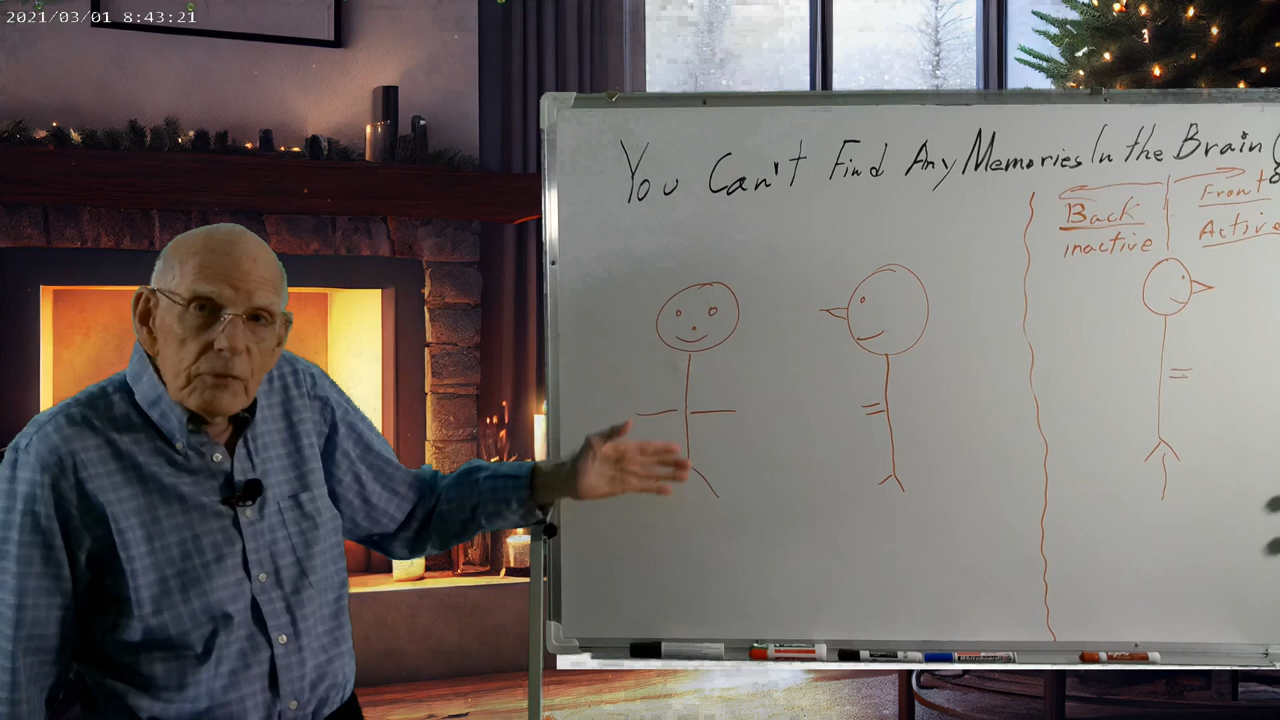 2021/03/01 8:43:21
You Can't Find Any Memories In the Brain (
Back
inactive
Front
Active